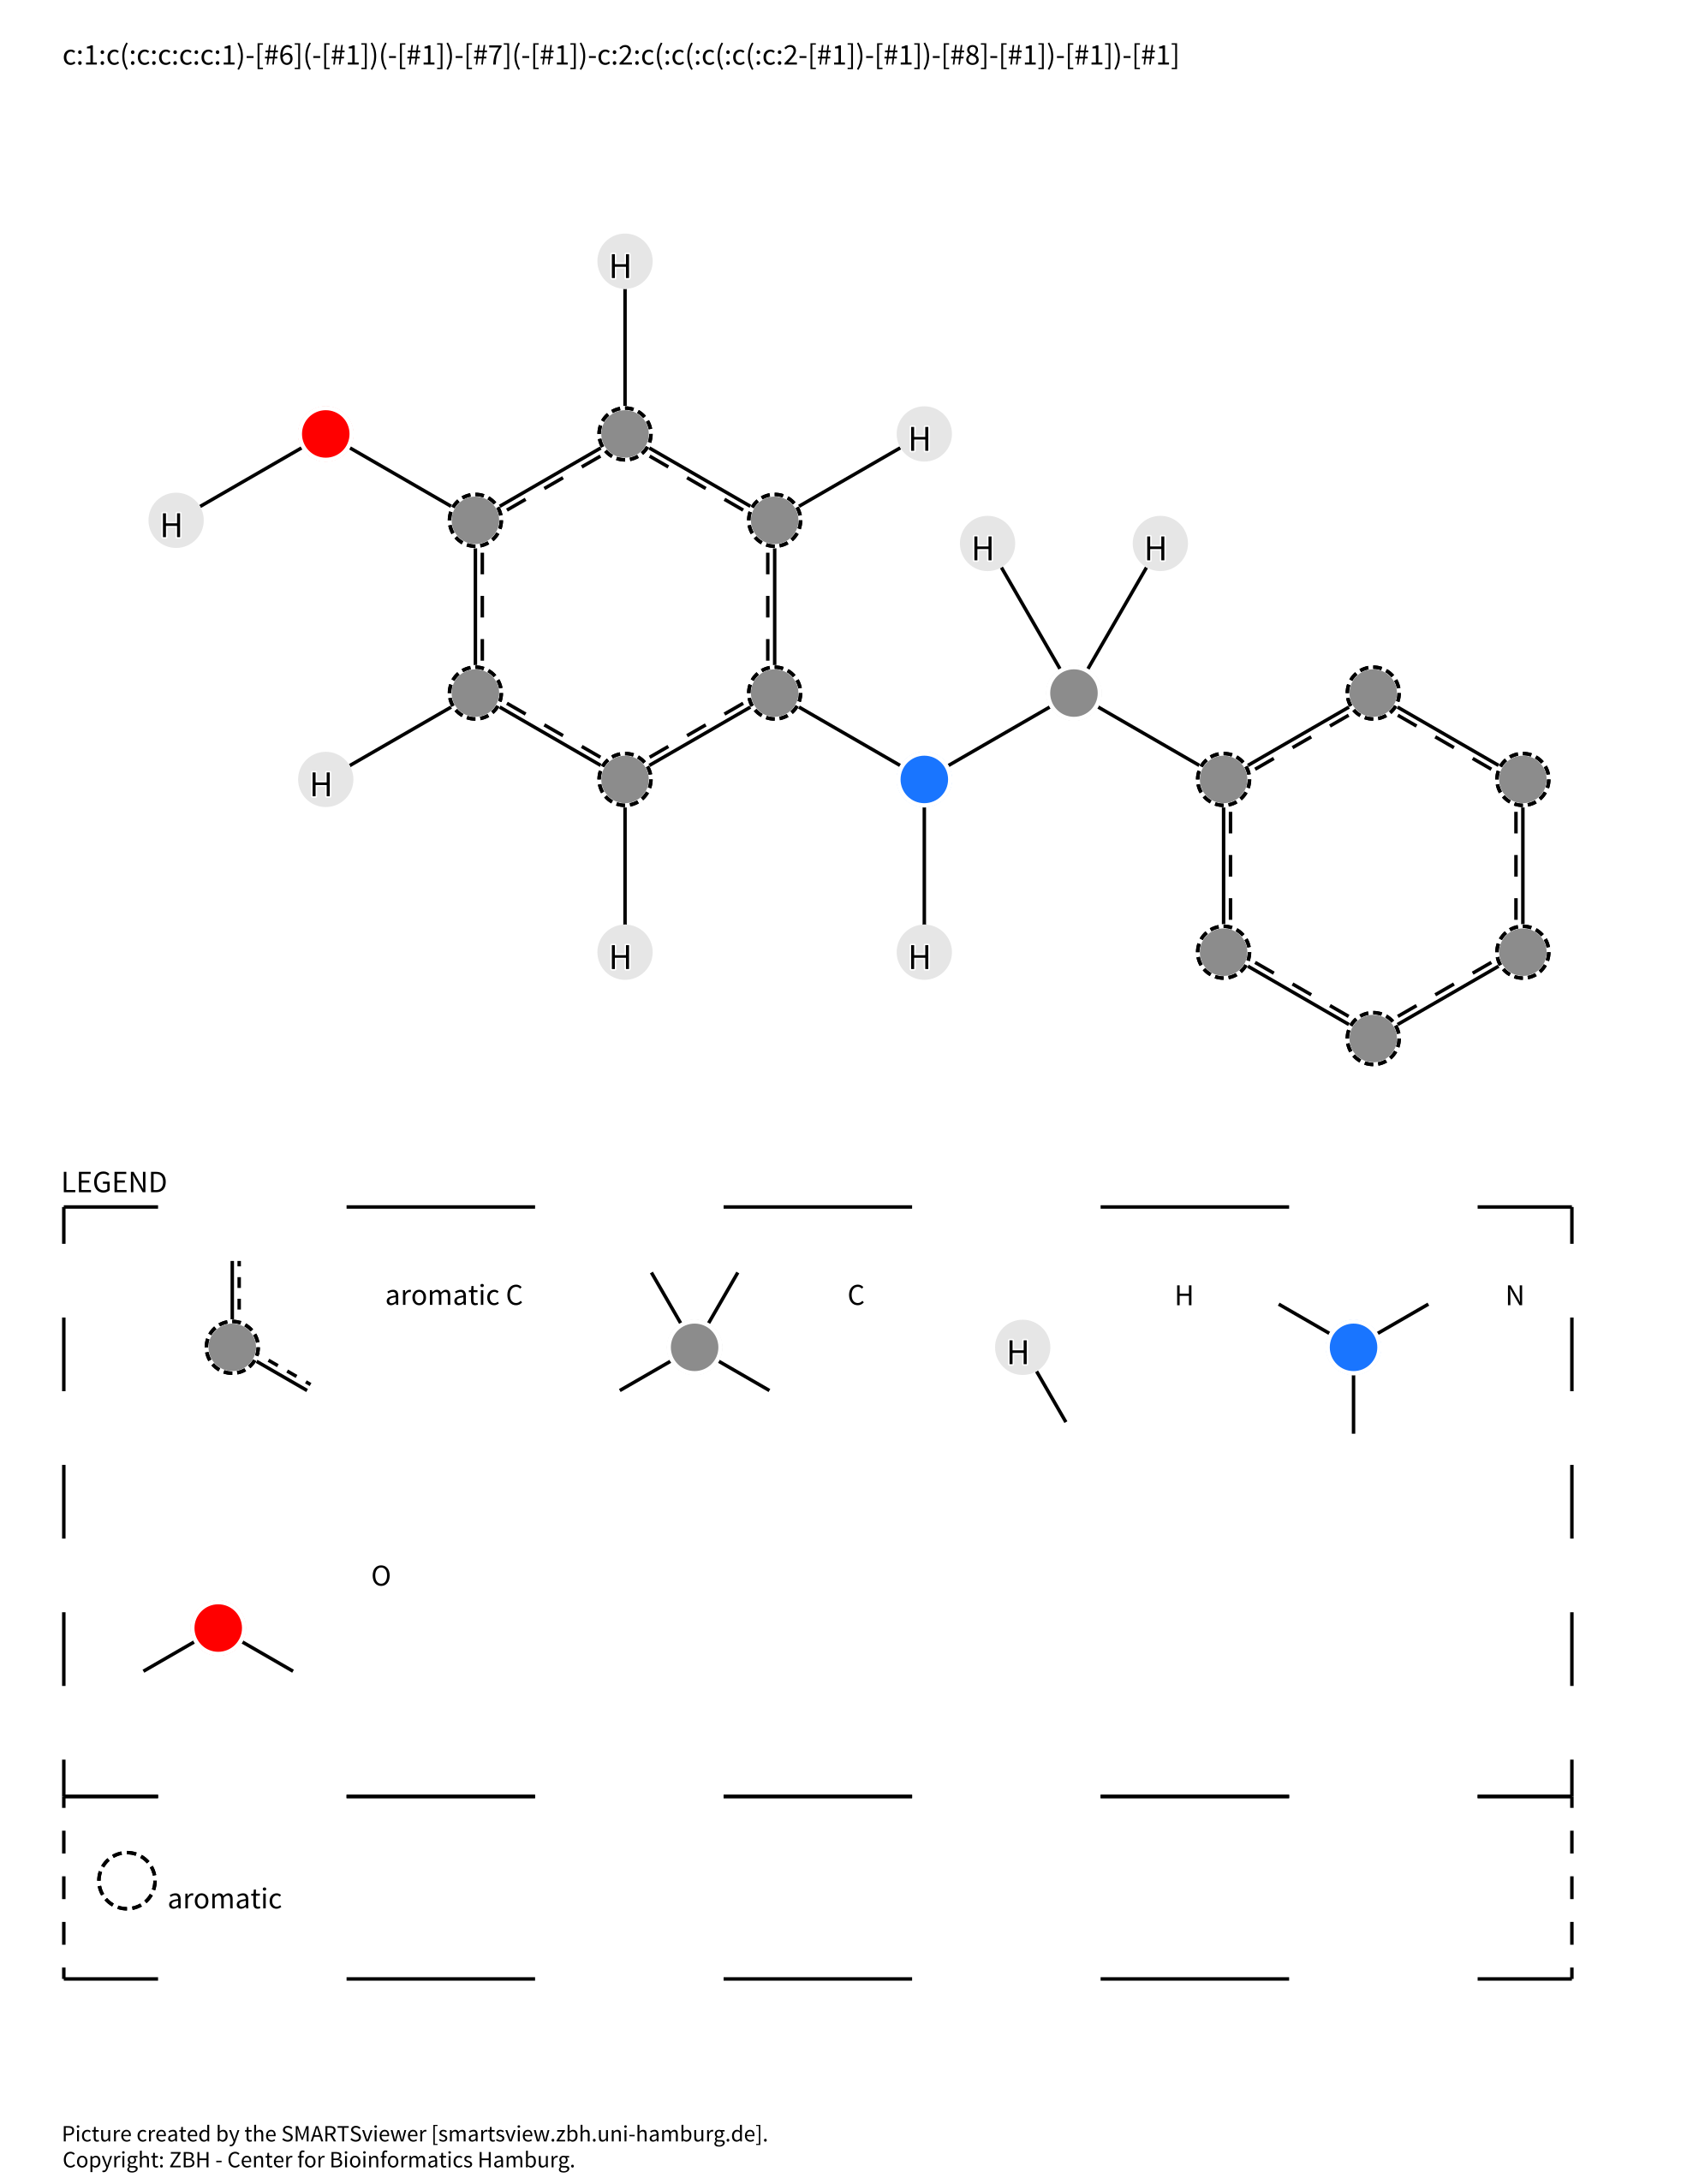 c:1:c(:c:c:c:c:1)-[#6](-[#1])(-[#1])-[#7](-[#1])-c:2:c(:c(:c(:c(:c:2-[#1])-[#1])-[#8]-[#1])-[#1])-[#1]
H
H
H
H
H
H
H
H
H
LEGEND
aromatic C
C
H
H
N
O
aromatic
Picture created by the SMARTSviewer [smartsview.zbh.uni-hamburg.de].
Copyright: ZBH - Center for Bioinformatics Hamburg.